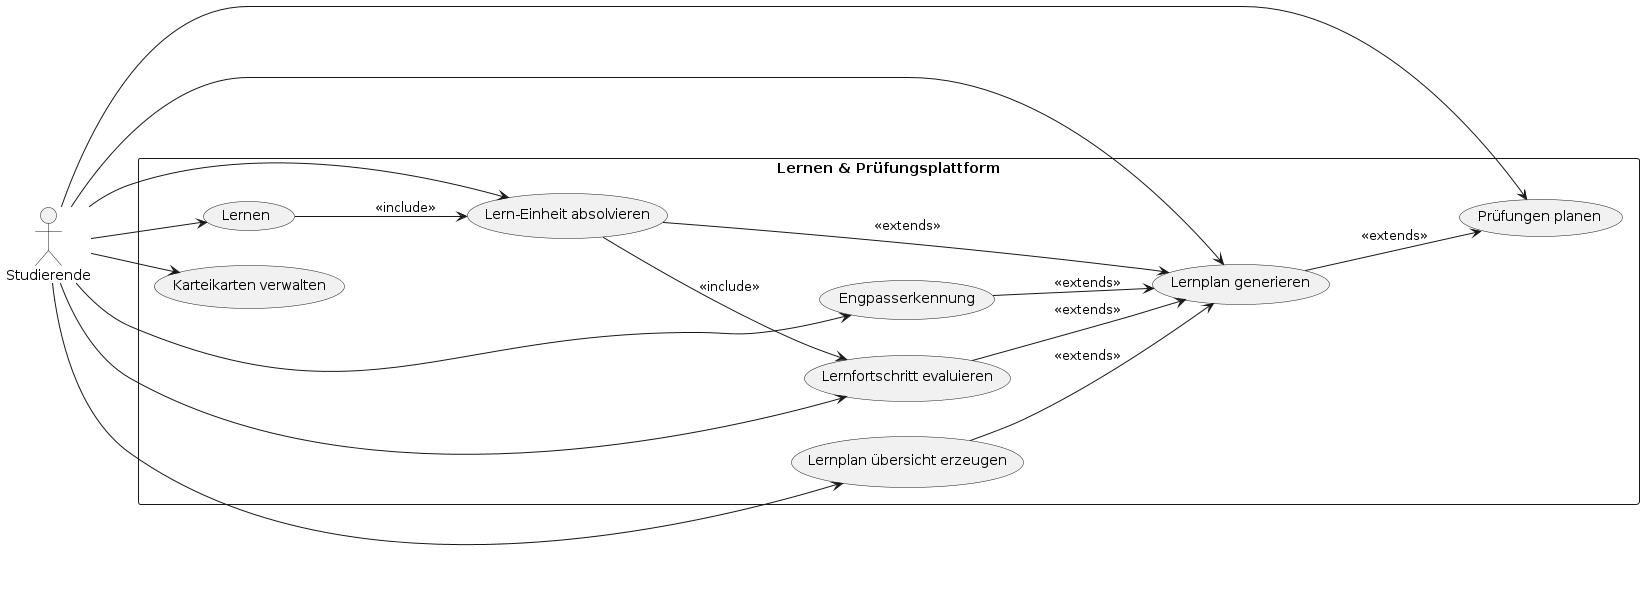 Lernen & Prüfungsplattform
Studierende
Lernen
«include»
Lern-Einheit absolvieren
«extends»
Prüfungen planen
«extends»
Karteikarten verwalten
«include»
Engpasserkennung
«extends»
Lernplan generieren
«extends»
Lernfortschritt evaluieren
«extends»
Lernplan übersicht erzeugen